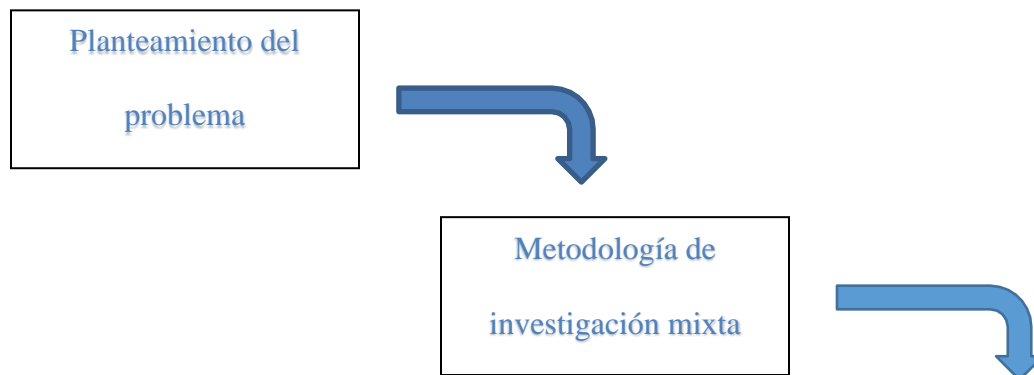 Planteamiento del
problema
Metodología de
investigación mixta